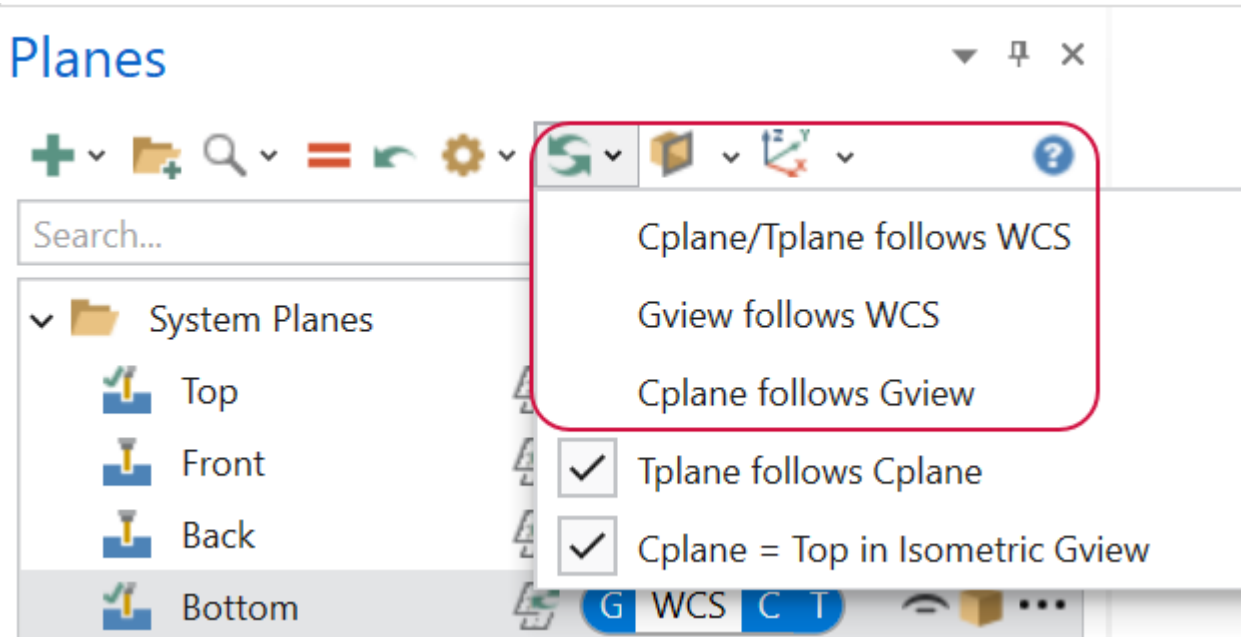 Planes
Z Y X
?
Search...
Cplane/Tplane follows WCS
System Planes
Gview follows WCS
Top
Cplane follows Gview
Front
Tplane follows Cplane
Back
Cplane = Top in Isometric Gview
Bottom G WCS C T